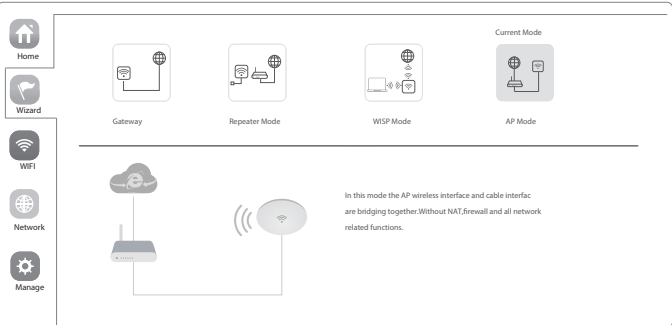 Home
Wizard
WIFI
Network
Manage
Current Mode
Gateway
Repeater Mode
WISP Mode
AP Mode
In this mode the AP wireless interface and cable interfac
are bridging together.Without NAT,firewall and all network
related functions.